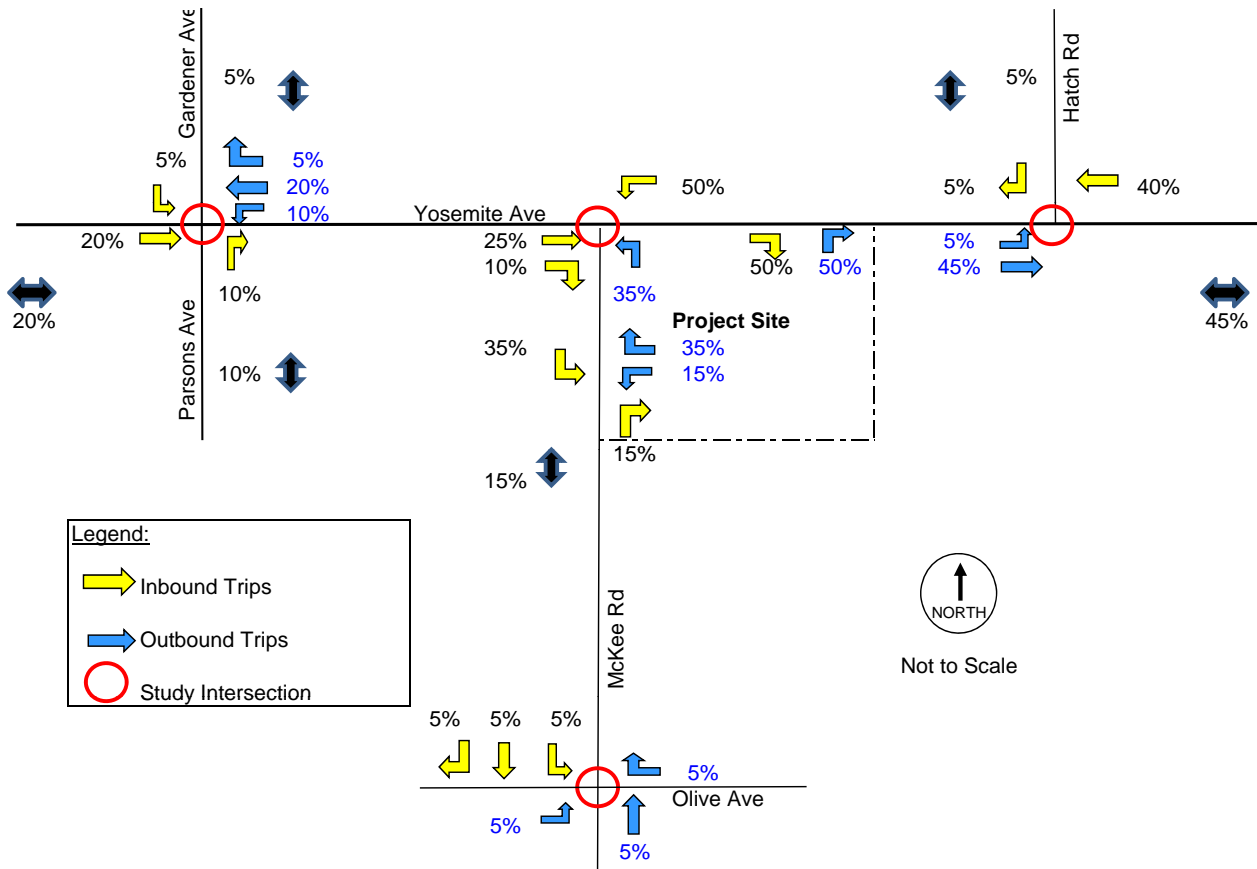 Gardener Ave
5%
5%
Hatch Rd
5%
5%
20%
10%
50%
5%
40%
Yosemite Ave
20%
25%
10%
10%
35%
50%
50%
5%
45%
20%
45%
Project Site
35%
35%
15%
Parsons Ave
10%
15%
15%
Legend:
Inbound Trips
Outbound Trips
Study Intersection
McKee Rd
NORTH
Not to Scale
5%
5%
5%
5%
Olive Ave
5%
5%